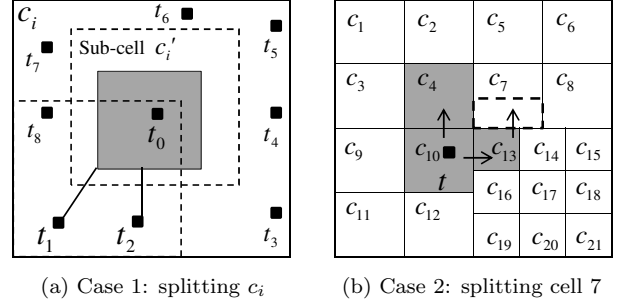 c_i
t_6
t_5
Sub-cell c_i'
t_7
t_8
t_0
t_4
t_1
t_2
t_3
(a) Case 1: splitting c_i
c_1 c_2 c_5 c_6
c_3 c_4 c_7 c_8
c_9 c_10 c_13 c_14 c_15
t
c_16 c_17 c_18
c_11 c_12
c_19 c_20 c_21
(b) Case 2: splitting cell 7